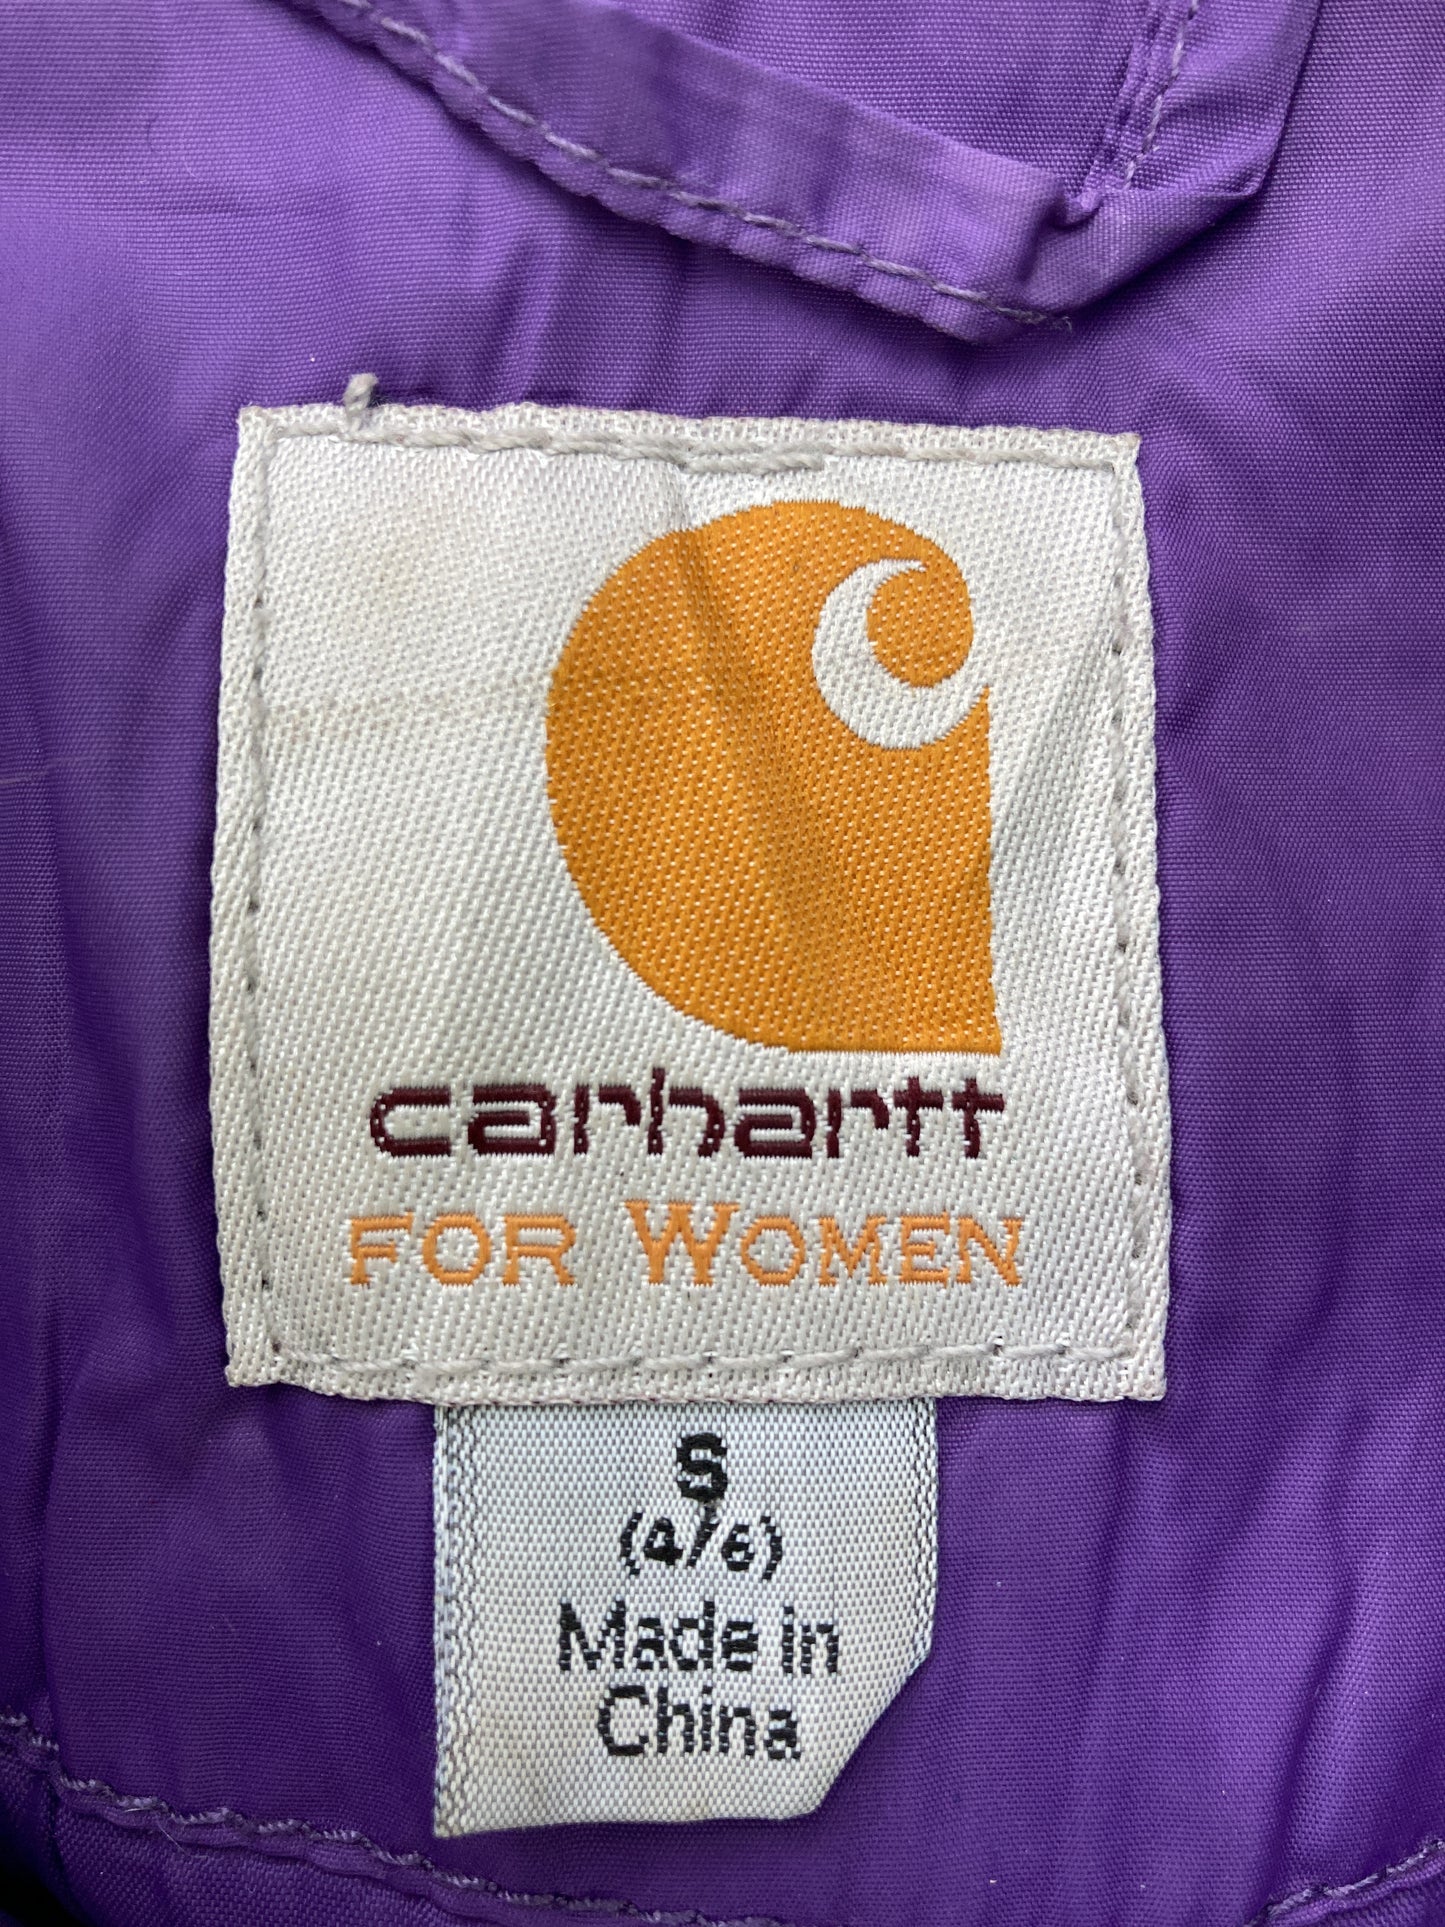 carhartt
FOR WOMEN
S
(4/6)
Made in
China